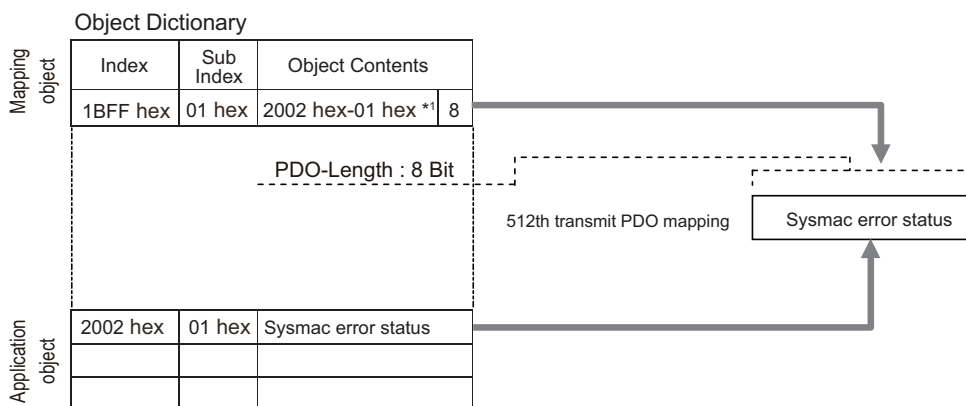 Object Dictionary
Mapping object
Index
Sub Index
Object Contents
1BFF hex
01 hex
2002 hex-01 hex *1
8
PDO-Length : 8 Bit
512th transmit PDO mapping
Sysmac error status
Application object
2002 hex
01 hex
Sysmac error status